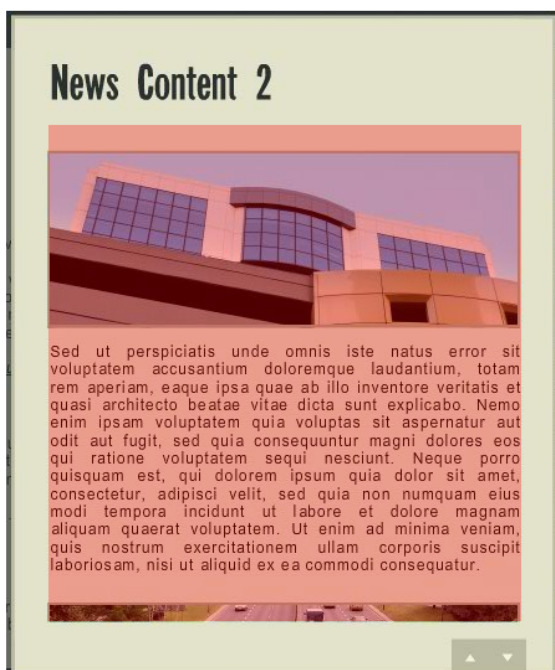 News Content 2
Sed ut perspiciatis unde omnis iste natus error sit
voluptatem accusantium doloremque laudantium, totam
rem aperiam, eaque ipsa quae ab illo inventore veritatis et
quasi architecto beatae vitae dicta sunt explicabo. Nemo
enim ipsam voluptatem quia voluptas sit aspernatur aut
odit aut fugit, sed quia consequuntur magni dolores eos
qui ratione voluptatem sequi nesciunt. Neque porro
quisquam est, qui dolorem ipsum quia dolor sit amet,
consectetur, adipisci velit, sed quia non numquam eius
modi tempora incidunt ut labore et dolore magnam
aliquam quaerat voluptatem. Ut enim ad minima veniam,
quis nostrum exercitationem ullam corporis suscipit
laboriosam, nisi ut aliquid ex ea commodi consequatur.